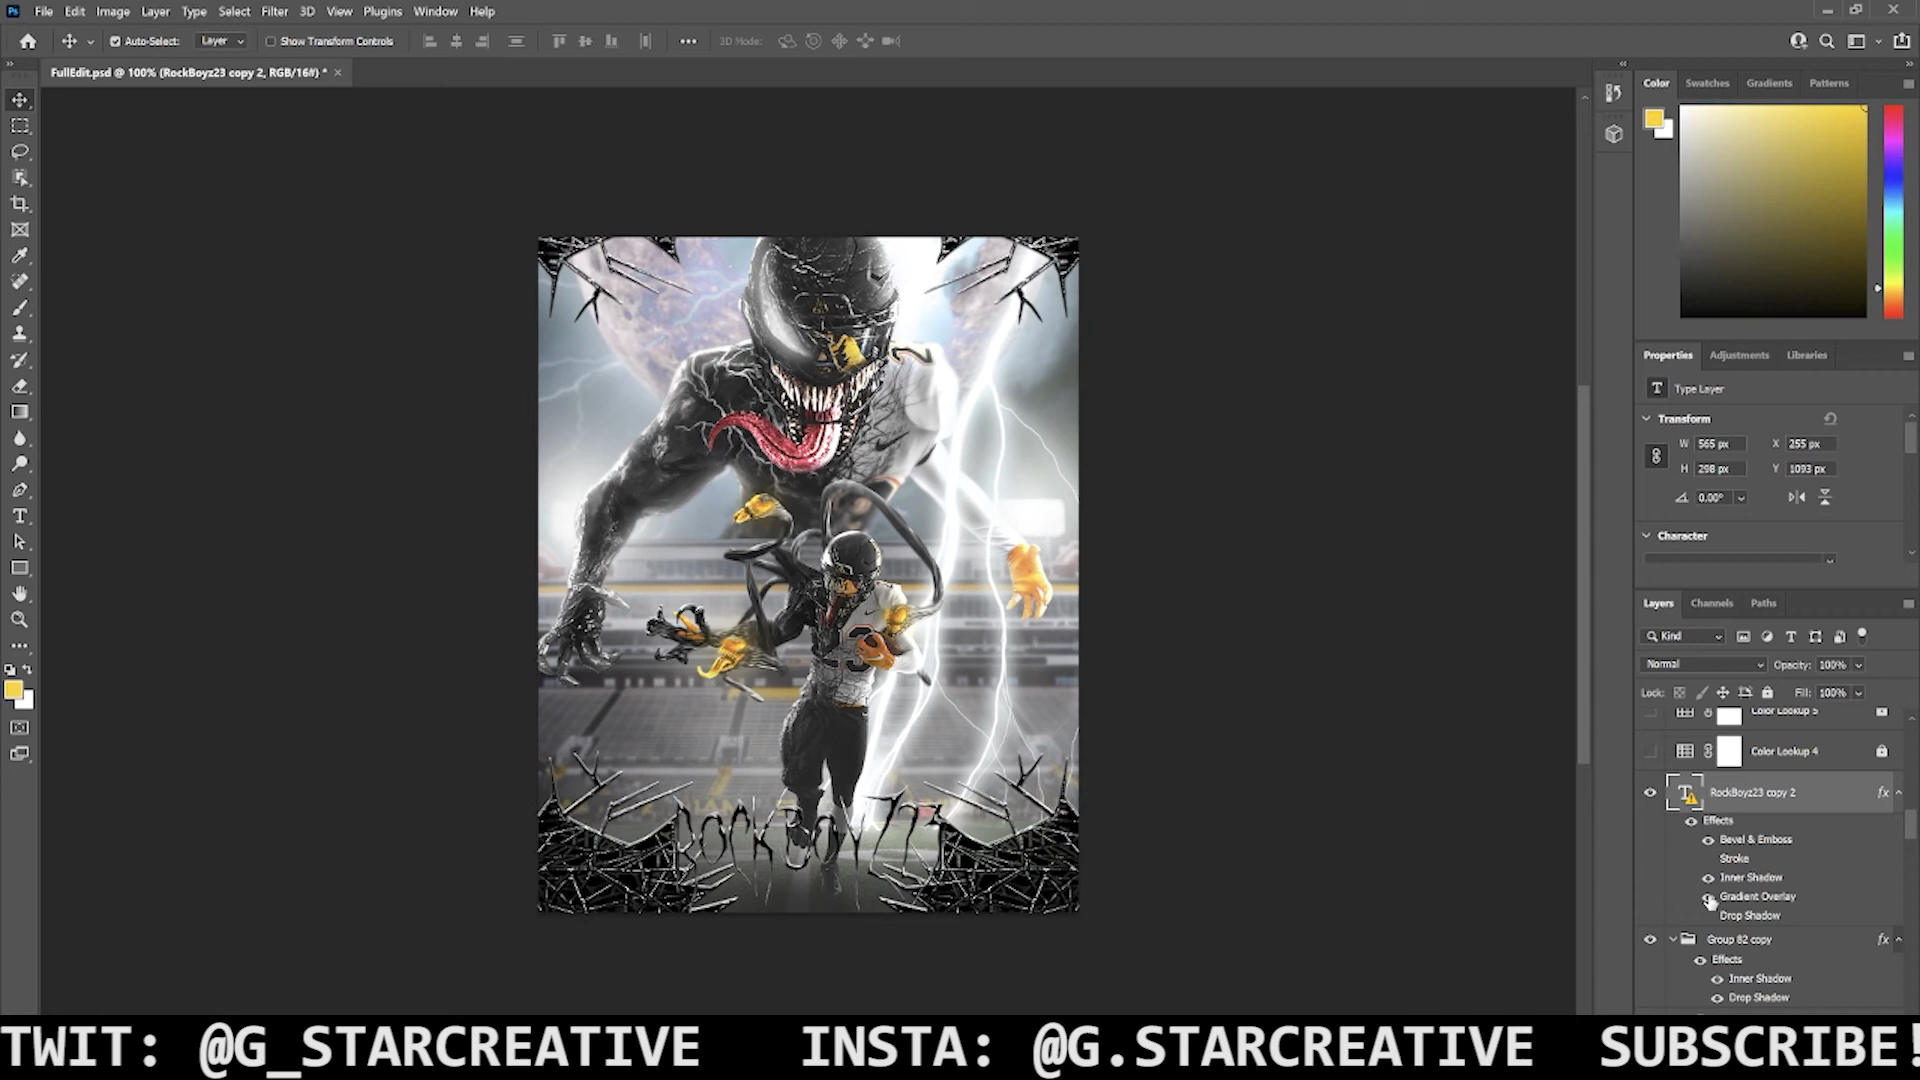 File Edit Image Layer Type Select Filter 3D View Plugins Window Help
Auto-Select: Layer Show Transform Controls 3D Mode:
FullEdit.psd @ 100% (RockBoyz23 copy 2, RGB/16#) *
Color Swatches Gradients Patterns
Properties Adjustments Libraries
Type Layer
Transform
W 565 px X 255 px
H 298 px Y 1093 px
0.00°
Character
Layers Channels Paths
Kind
Normal Opacity: 100%
Lock: Fill: 100%
Color Lookup 5
Color Lookup 4
RockBoyz23 copy 2 fx
Effects
Bevel & Emboss
Stroke
Inner Shadow
Gradient Overlay
Drop Shadow
Group 82 copy fx
Effects
Inner Shadow
Drop Shadow
ROCKBOYZ23
23
TWIT: @G_STARCREATIVE INSTA: @G.STARCREATIVE SUBSCRIBE!